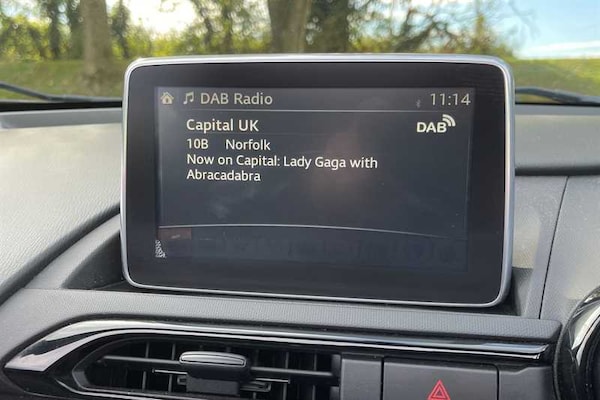 DAB Radio 11:14
Capital UK DAB
10B Norfolk
Now on Capital: Lady Gaga with
Abracadabra